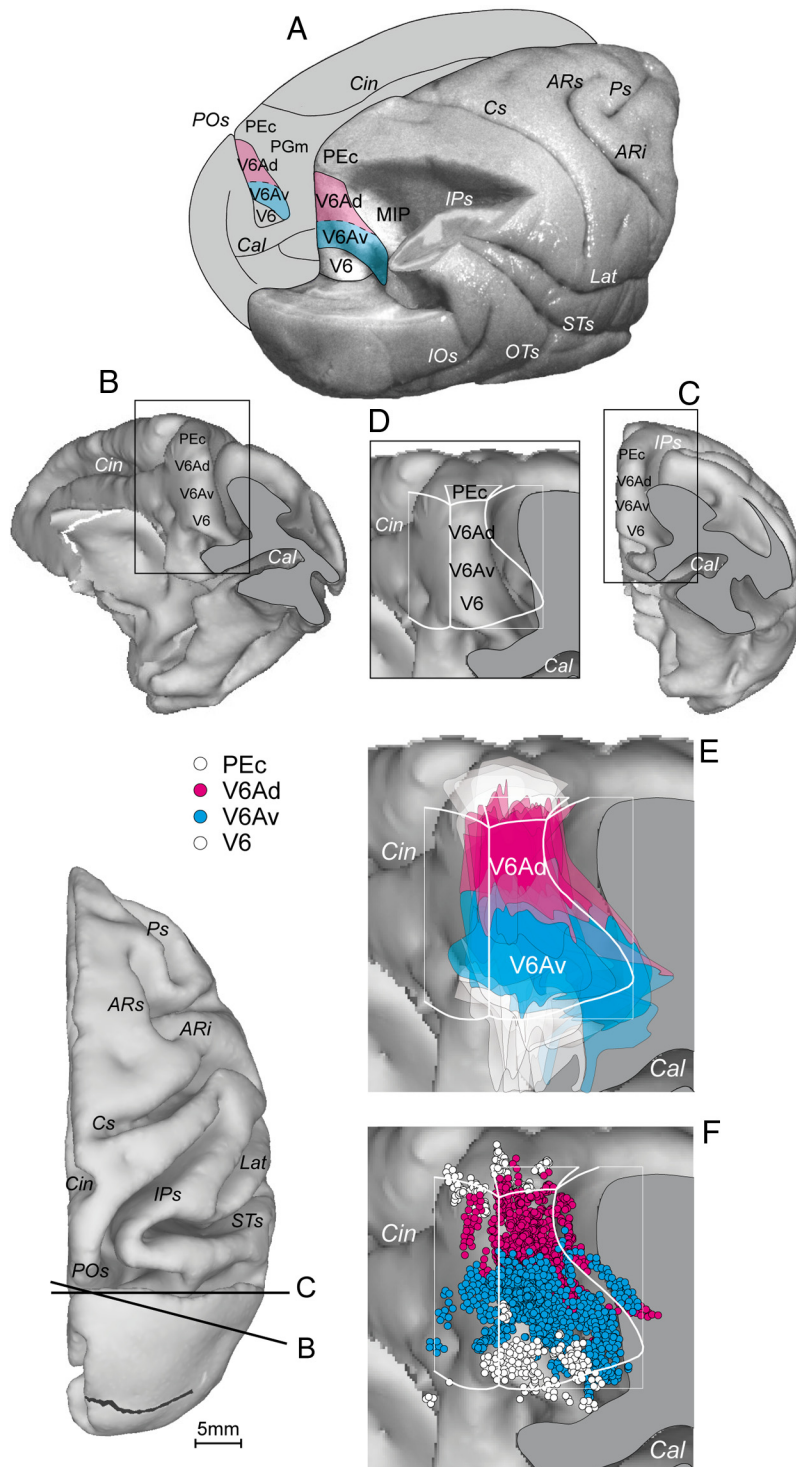 A
Cin
POs
PEc
PGm
V6Ad
V6Av
V6
Cal
PEc
V6Ad
MIP
V6Av
V6
Cs
ARs
Ps
ARi
IPs
Lat
STs
OTs
IOs
B
Cin
PEc
V6Ad
V6Av
V6
Cal
D
Cin
PEc
V6Ad
V6Av
V6
Cal
C
IPs
PEc
V6Ad
V6Av
V6
Cal
PEc
V6Ad
V6Av
V6
E
Cin
V6Ad
V6Av
Cal
Ps
ARs
ARi
Cs
Cin
IPs
Lat
STs
POs
C
B
5mm
F
Cin
Cal